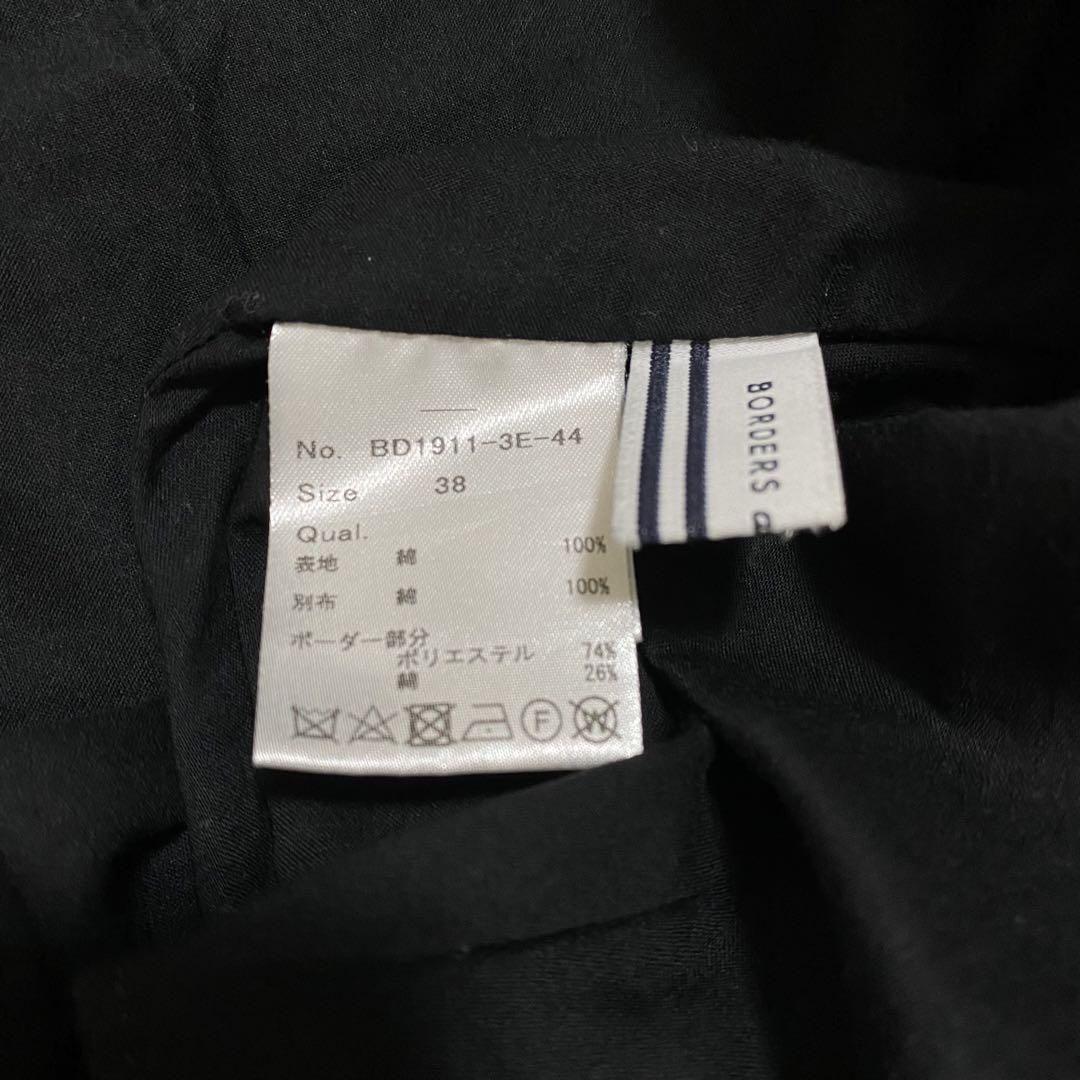 No. BD1911-3E-44
Size 38
Qual.
表地 綿 100%
別布 綿 100%
ボーダー部分
ポリエステル 74%
綿 26%
F W
BORDERS